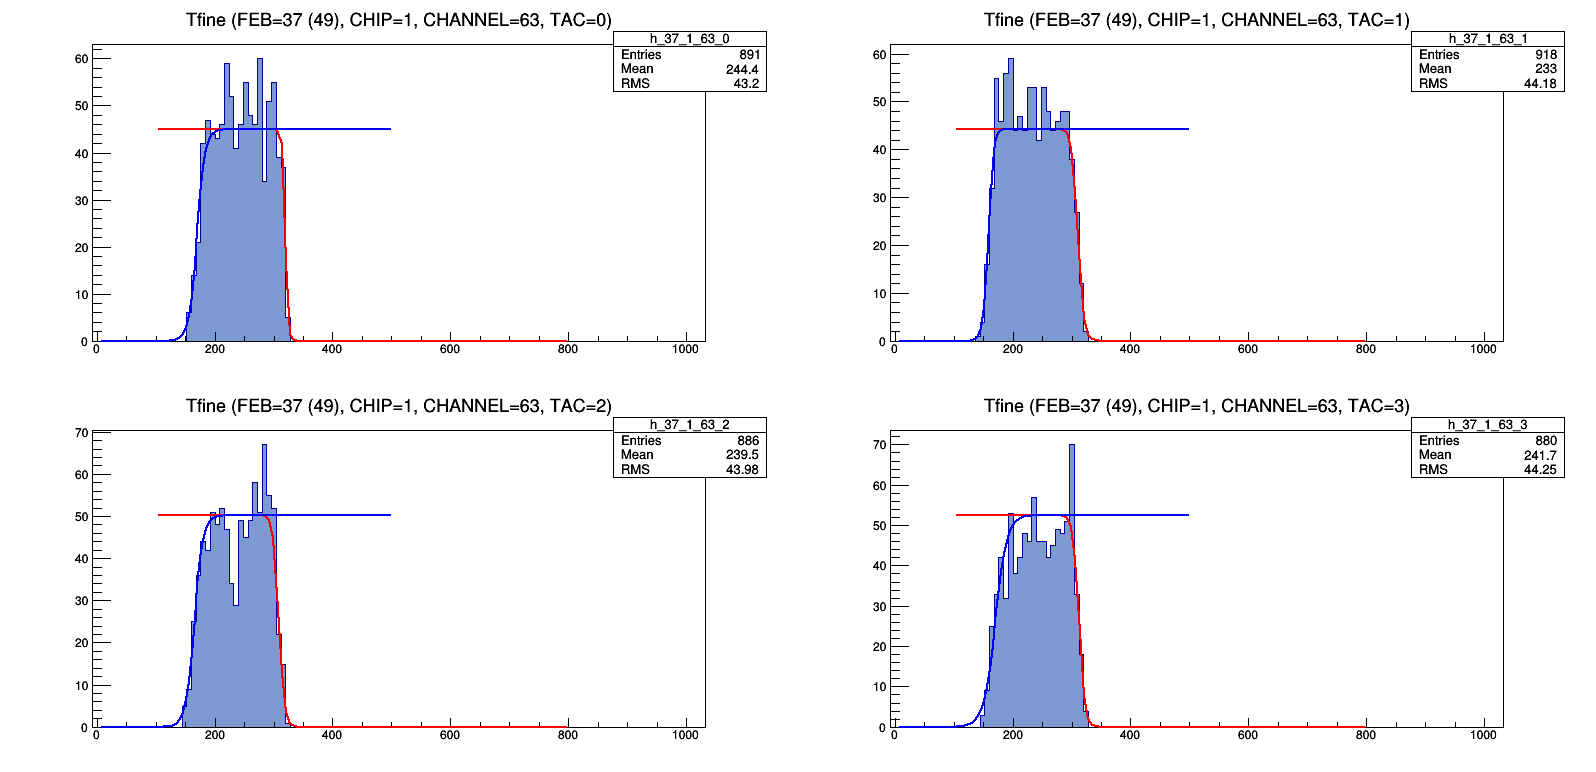 Tfine (FEB=37 (49), CHIP=1, CHANNEL=63, TAC=0)
h_37_1_63_0
Entries 891
Mean 244.4
RMS 43.2
60
50
40
30
20
10
0
0 200 400 600 800 1000
Tfine (FEB=37 (49), CHIP=1, CHANNEL=63, TAC=1)
h_37_1_63_1
Entries 918
Mean 233
RMS 44.18
60
50
40
30
20
10
0
0 200 400 600 800 1000
Tfine (FEB=37 (49), CHIP=1, CHANNEL=63, TAC=2)
h_37_1_63_2
Entries 886
Mean 239.5
RMS 43.98
70
60
50
40
30
20
10
0
0 200 400 600 800 1000
Tfine (FEB=37 (49), CHIP=1, CHANNEL=63, TAC=3)
h_37_1_63_3
Entries 880
Mean 241.7
RMS 44.25
70
60
50
40
30
20
10
0
0 200 400 600 800 1000